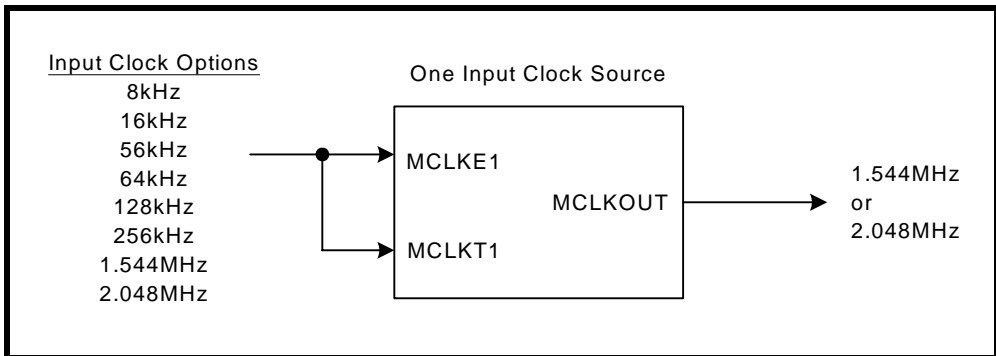 Input Clock Options
8kHz
16kHz
56kHz
64kHz
128kHz
256kHz
1.544MHz
2.048MHz
One Input Clock Source
MCLKE1
MCLKT1
MCLKOUT
1.544MHz
or
2.048MHz